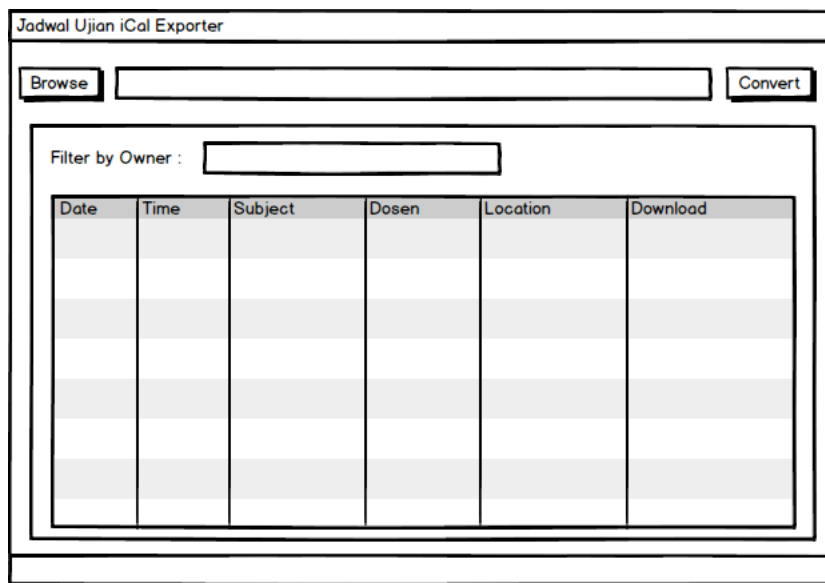 Jadwal Ujian iCal Exporter
Browse Convert
Filter by Owner :
Date Time Subject Dosen Location Download